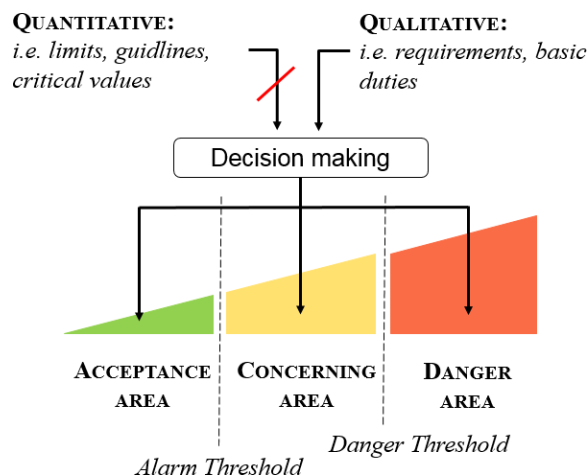 QUANTITATIVE:
i.e. limits, guidlines,
critical values
QUALITATIVE:
i.e. requirements, basic
duties
Decision making
ACCEPTANCE
AREA
CONCERNING
AREA
DANGER
AREA
Alarm Threshold
Danger Threshold